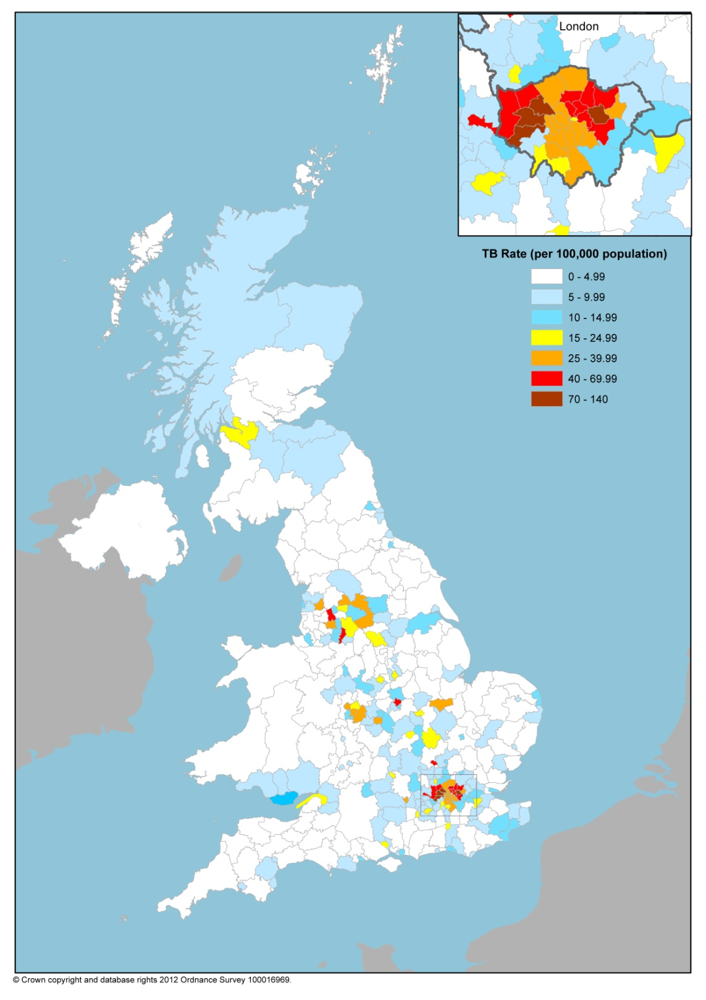 London
TB Rate (per 100,000 population)
0 - 4.99
5 - 9.99
10 - 14.99
15 - 24.99
25 - 39.99
40 - 69.99
70 - 140
© Crown copyright and database rights 2012 Ordnance Survey 100016969.